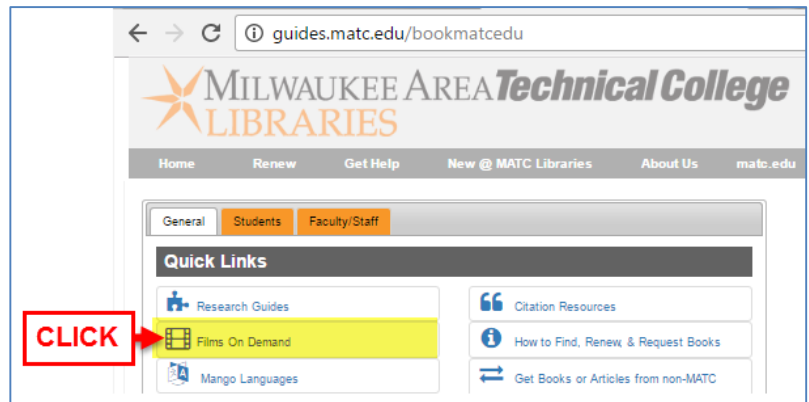 guides.matc.edu/bookmatcedu
MILWAUKEE AREA Technical College
LIBRARIES
Home Renew Get Help New @ MATC Libraries About Us matc.edu
General Students Faculty/Staff
Quick Links
Research Guides Citation Resources
CLICK Films On Demand How to Find, Renew, & Request Books
Mango Languages Get Books or Articles from non-MATC